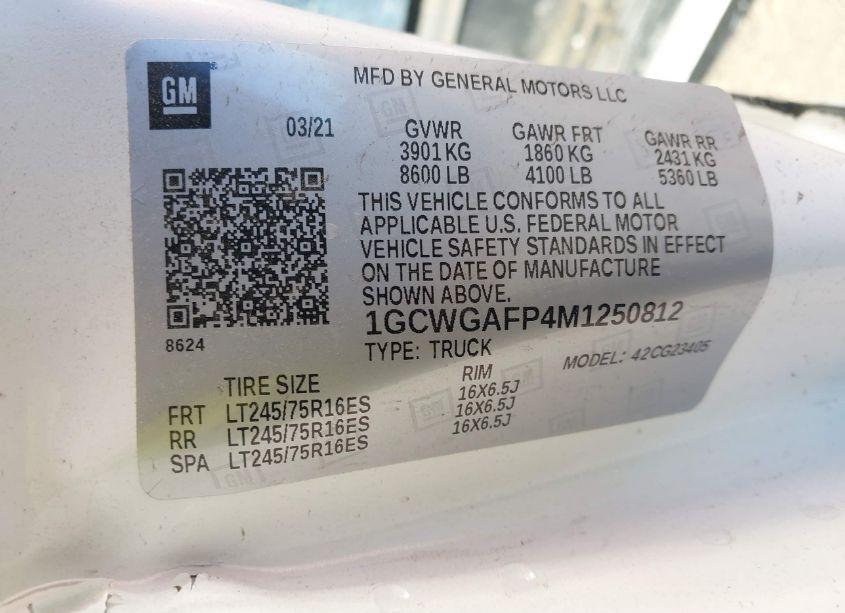 GM
MFD BY GENERAL MOTORS LLC
03/21
GVWR GAWR FRT GAWR RR
3901 KG 1860 KG 2431 KG
8600 LB 4100 LB 5360 LB
THIS VEHICLE CONFORMS TO ALL
APPLICABLE U.S. FEDERAL MOTOR
VEHICLE SAFETY STANDARDS IN EFFECT
ON THE DATE OF MANUFACTURE
SHOWN ABOVE.
1GCWGAFP4M1250812
8624
TYPE: TRUCK MODEL: 42CG23405
TIRE SIZE RIM
FRT LT245/75R16ES 16X6.5J
RR LT245/75R16ES 16X6.5J
SPA LT245/75R16ES 16X6.5J